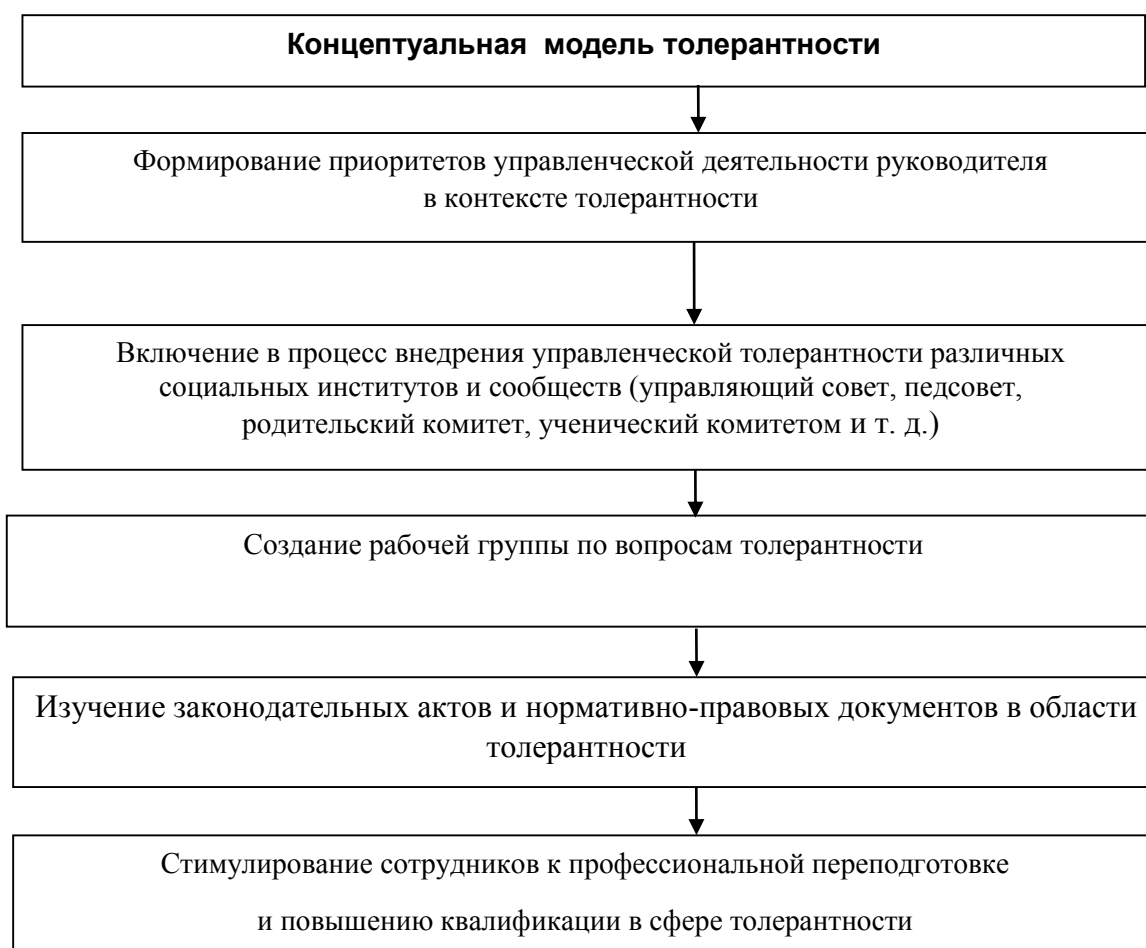 Концептуальная модель толерантности
Формирование приоритетов управленческой деятельности руководителя
в контексте толерантности
Включение в процесс внедрения управленческой толерантности различных
социальных институтов и сообществ (управляющий совет, педсовет,
родительский комитет, ученический комитетом и т. д.)
Создание рабочей группы по вопросам толерантности
Изучение законодательных актов и нормативно-правовых документов в области
толерантности
Стимулирование сотрудников к профессиональной переподготовке
и повышению квалификации в сфере толерантности